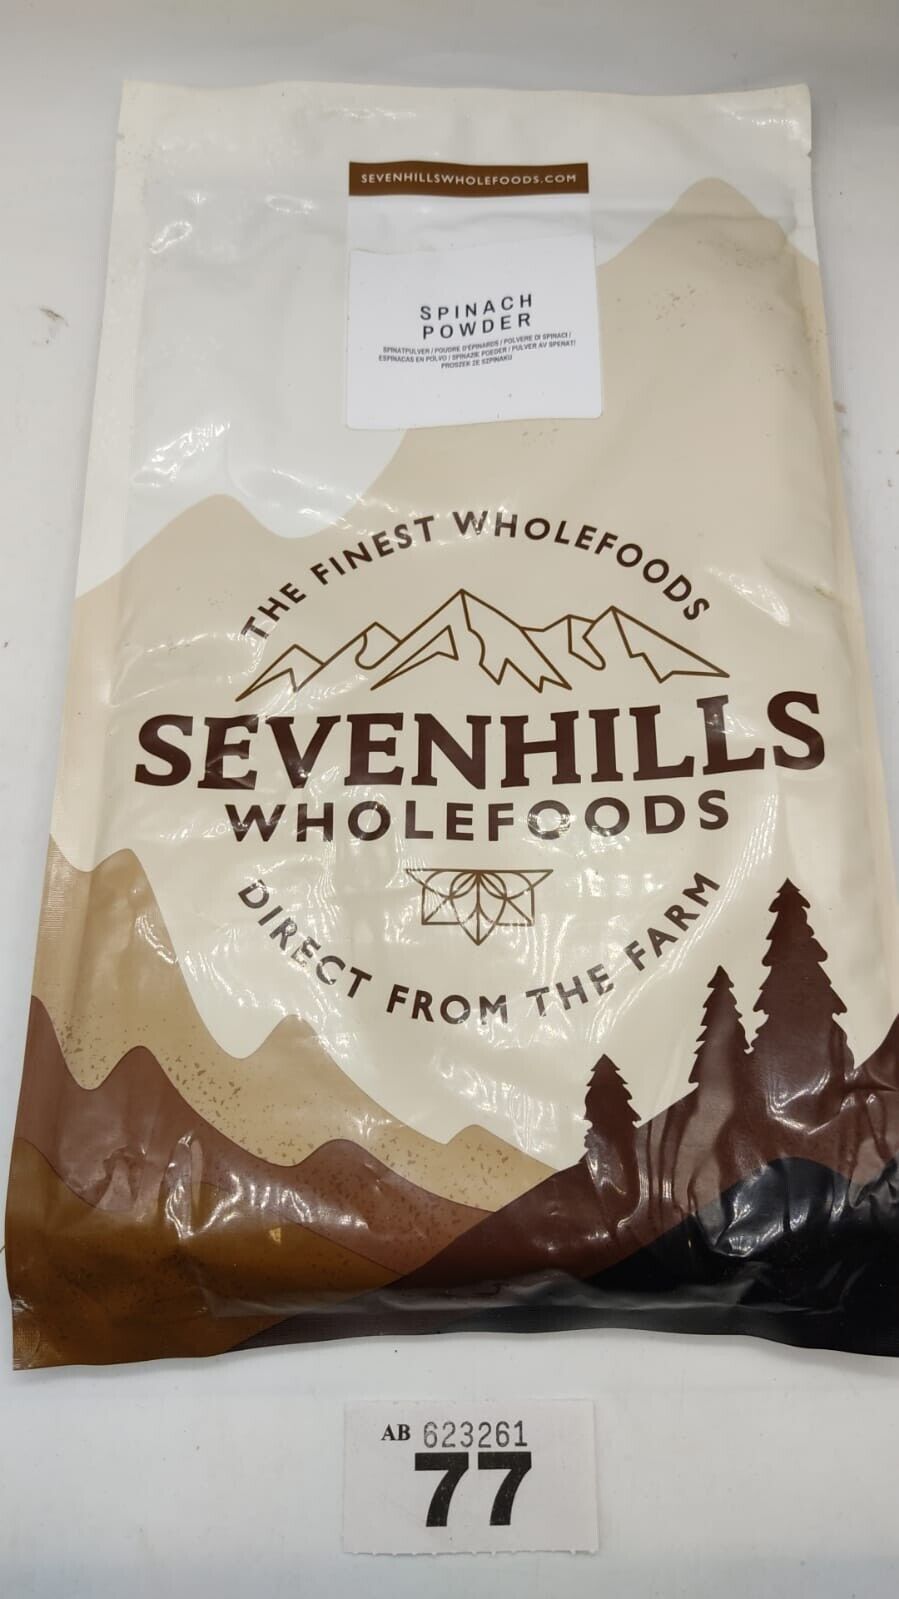 SEVENHILLSWHOLEFOODS.COM
SPINACH
POWDER
SPINATPULVER / POUDRE D'ÉPINARDS / POLVERE DI SPINACI /
ESPINACAS EN POLVO / SPINAZIE POEDER / PULVER AV SPENAT/
PROSZEK ZE SZPINAKU
THE FINEST WHOLEFOODS
SEVENHILLS
WHOLEFOODS
DIRECT FROM THE FARM
AB 623261
77